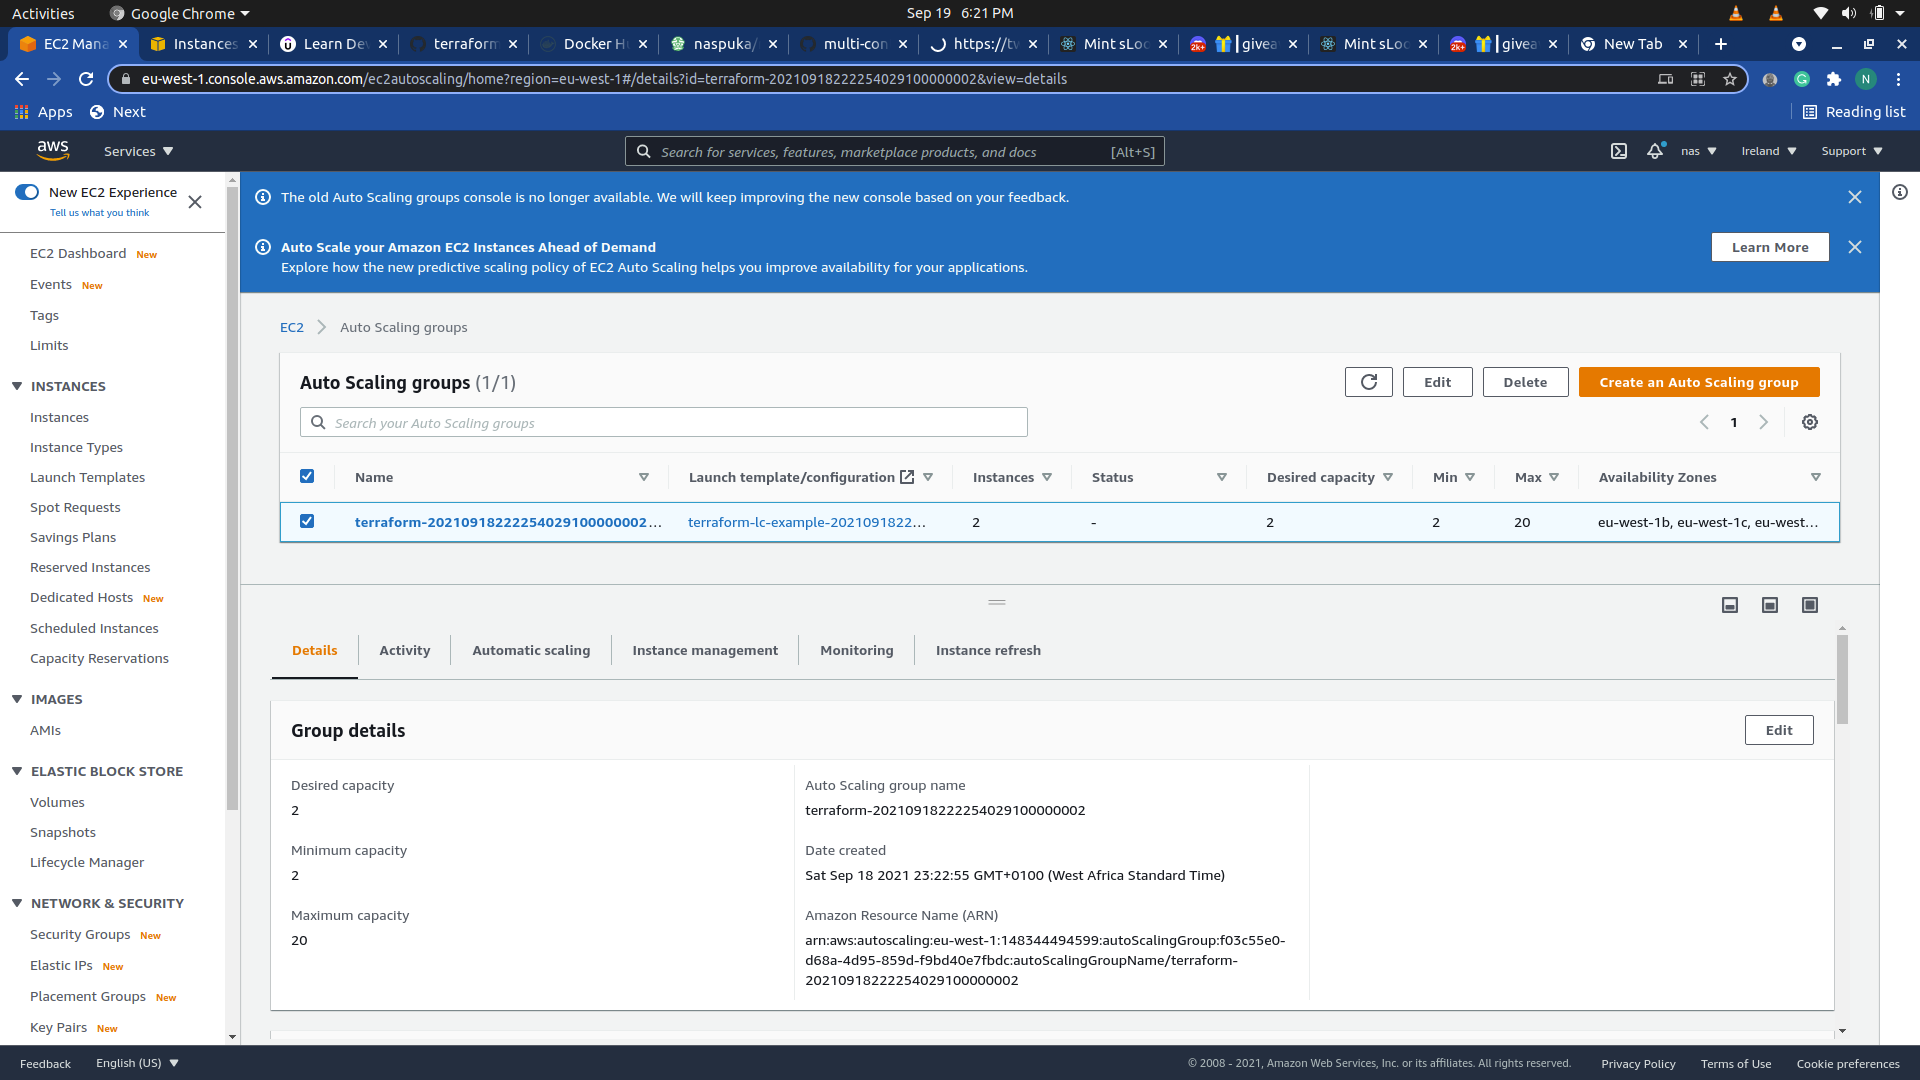 Activities
Google Chrome
Sep 19 6:21 PM
EC2 Mana
Instances
Learn Dev
terraform
Docker Hu
naspuka/
multi-con
https://tw
Mint sLoc
2k+
givea
Mint sLoc
2k+
givea
New Tab
eu-west-1.console.aws.amazon.com/ec2autoscaling/home?region=eu-west-1#/details?id=terraform-20210918222254029100000002&view=details
N
Apps
Next
Reading list
aws
Services
Search for services, features, marketplace products, and docs
[Alt+S]
nas
Ireland
Support
New EC2 Experience
Tell us what you think
EC2 Dashboard New
Events New
Tags
Limits
INSTANCES
Instances
Instance Types
Launch Templates
Spot Requests
Savings Plans
Reserved Instances
Dedicated Hosts New
Scheduled Instances
Capacity Reservations
IMAGES
AMIs
ELASTIC BLOCK STORE
Volumes
Snapshots
Lifecycle Manager
NETWORK & SECURITY
Security Groups New
Elastic IPs New
Placement Groups New
Key Pairs New
The old Auto Scaling groups console is no longer available. We will keep improving the new console based on your feedback.
Auto Scale your Amazon EC2 Instances Ahead of Demand
Explore how the new predictive scaling policy of EC2 Auto Scaling helps you improve availability for your applications.
Learn More
EC2
Auto Scaling groups
Auto Scaling groups (1/1)
Edit
Delete
Create an Auto Scaling group
Search your Auto Scaling groups
1
Name
Launch template/configuration
Instances
Status
Desired capacity
Min
Max
Availability Zones
terraform-20210918222254029100000002…
terraform-lc-example-2021091822…
2
-
2
2
20
eu-west-1b, eu-west-1c, eu-west…
Details
Activity
Automatic scaling
Instance management
Monitoring
Instance refresh
Group details
Edit
Desired capacity
2
Minimum capacity
2
Maximum capacity
20
Auto Scaling group name
terraform-20210918222254029100000002
Date created
Sat Sep 18 2021 23:22:55 GMT+0100 (West Africa Standard Time)
Amazon Resource Name (ARN)
arn:aws:autoscaling:eu-west-1:148344494599:autoScalingGroup:f03c55e0-
d68a-4d95-859d-f9bd40e7fbdc:autoScalingGroupName/terraform-
20210918222254029100000002
Feedback
English (US)
© 2008 - 2021, Amazon Web Services, Inc. or its affiliates. All rights reserved.
Privacy Policy
Terms of Use
Cookie preferences